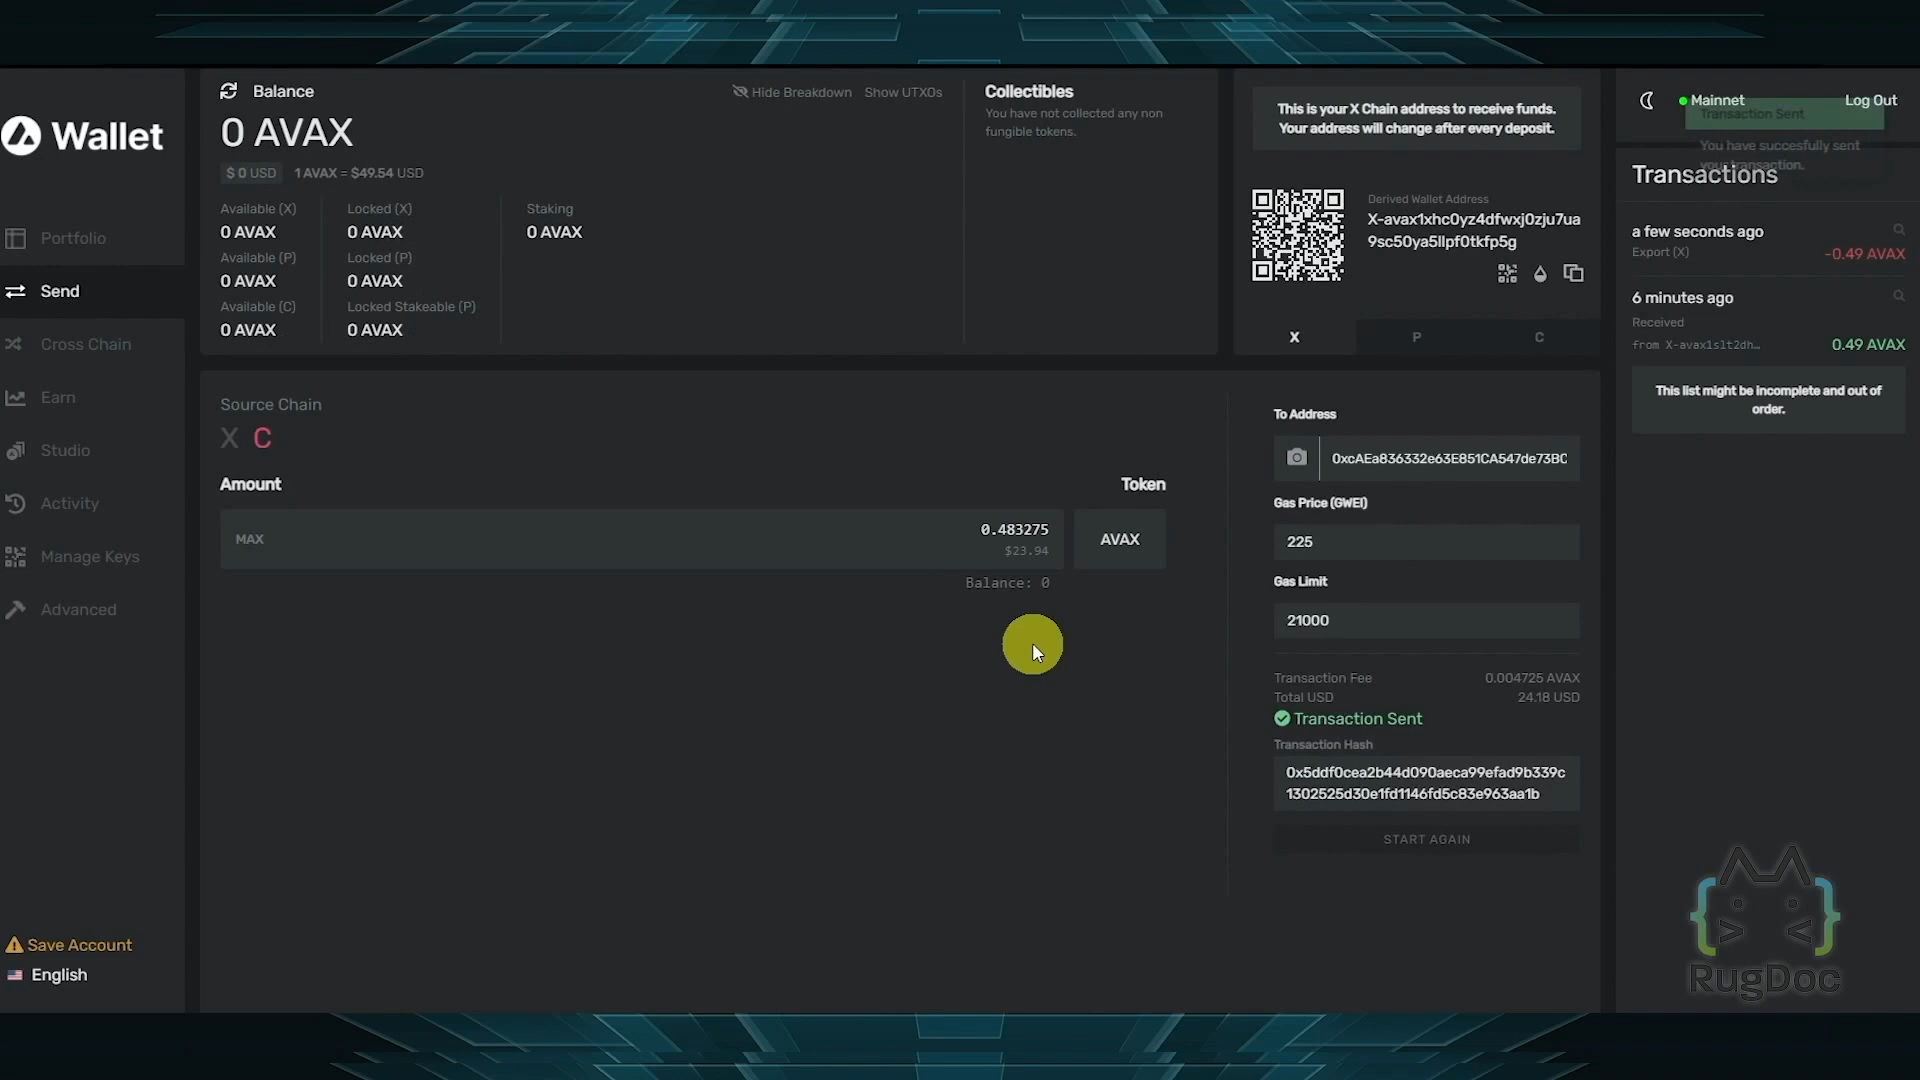 Wallet
Portfolio
Send
Cross Chain
Earn
Studio
Activity
Manage Keys
Advanced
Save Account
English
Balance
Hide Breakdown
Show UTXOs
0 AVAX
$ 0 USD
1 AVAX = $49.54 USD
Available (X)
0 AVAX
Available (P)
0 AVAX
Available (C)
0 AVAX
Locked (X)
0 AVAX
Locked (P)
0 AVAX
Locked Stakeable (P)
0 AVAX
Staking
0 AVAX
Collectibles
You have not collected any non
fungible tokens.
This is your X Chain address to receive funds.
Your address will change after every deposit.
Derived Wallet Address
X-avax1xhc0yz4dfwxj0zju7ua
9sc50ya5llpf0tkfp5g
X
P
C
Source Chain
X C
Amount
Token
MAX
0.483275
$23.94
AVAX
Balance: 0
To Address
0xcAEa836332e63E851CA547de73BC
Gas Price (GWEI)
225
Gas Limit
21000
Transaction Fee
0.004725 AVAX
Total USD
24.18 USD
Transaction Sent
Transaction Hash
0x5ddf0cea2b44d090aeca99efad9b339c
1302525d30e1fd1146fd5c83e963aa1b
START AGAIN
Mainnet
Log Out
Transaction Sent
You have succesfully sent
your transaction.
Transactions
a few seconds ago
Export (X)
-0.49 AVAX
6 minutes ago
Received
from X-avax1slt2dh…
0.49 AVAX
This list might be incomplete and out of
order.
RugDoc